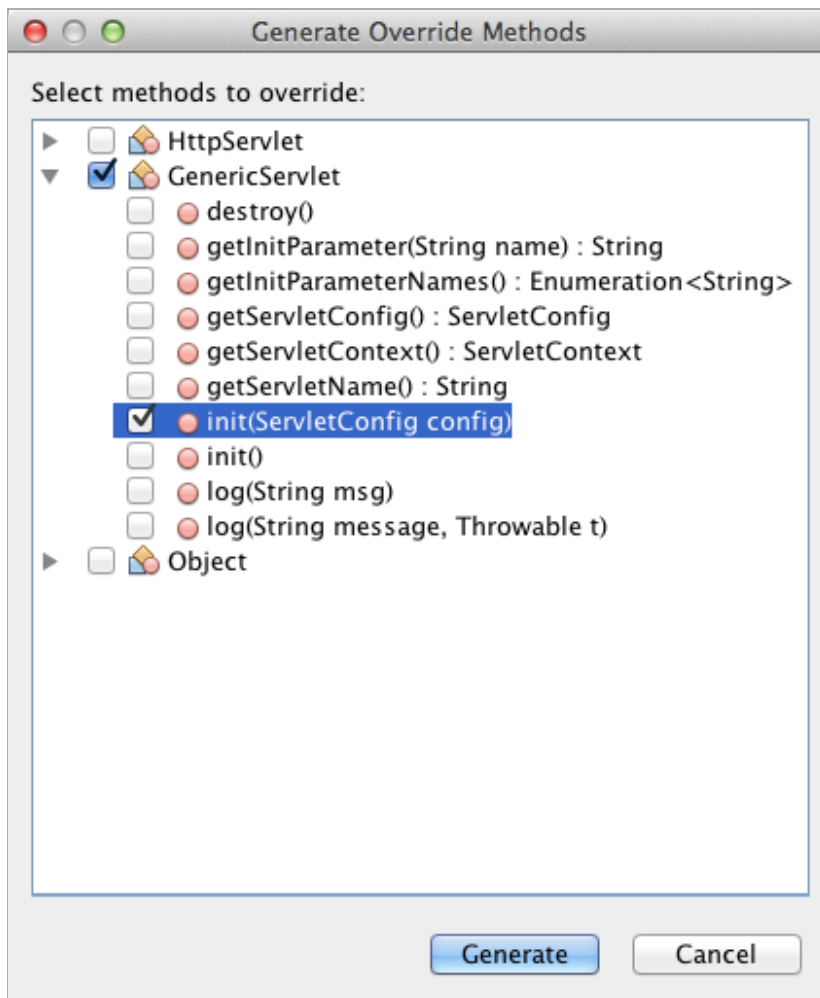 Generate Override Methods
Select methods to override:
HttpServlet
GenericServlet
destroy()
getInitParameter(String name) : String
getInitParameterNames() : Enumeration<String>
getServletConfig() : ServletConfig
getServletContext() : ServletContext
getServletName() : String
init(ServletConfig config)
init()
log(String msg)
log(String message, Throwable t)
Object
Generate Cancel